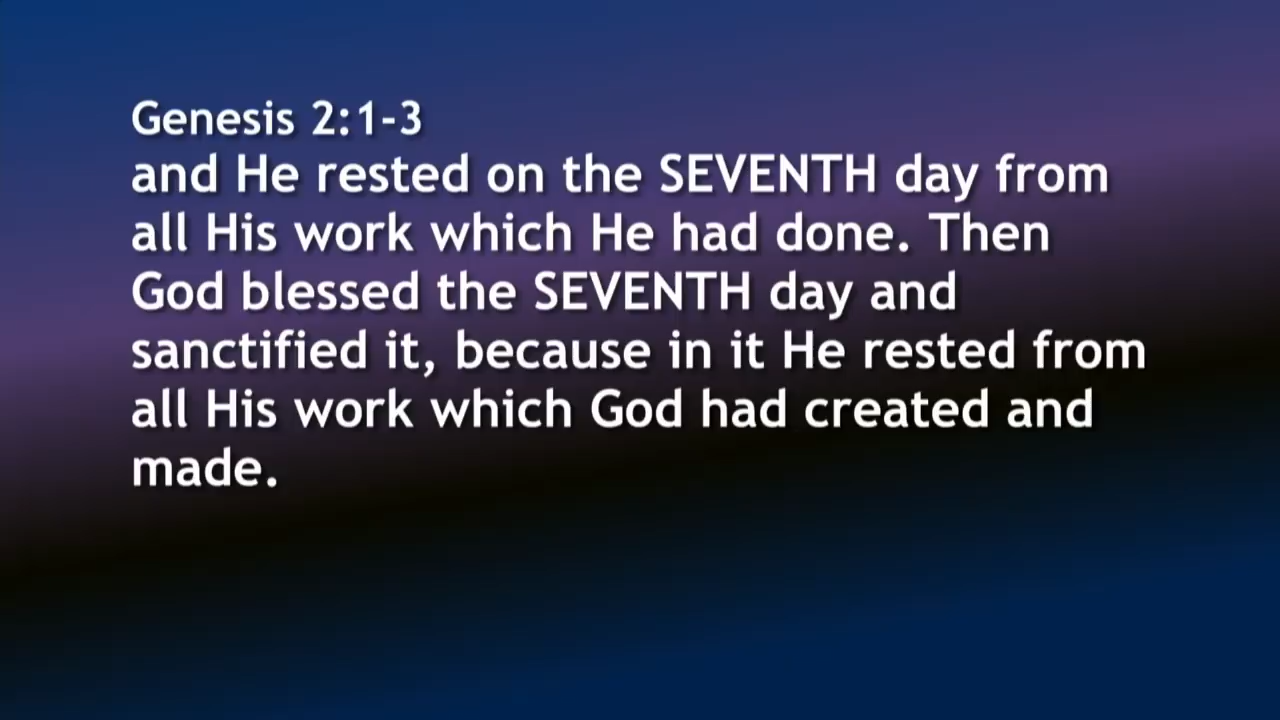 Genesis 2:1-3
and He rested on the SEVENTH day from
all His work which He had done. Then
God blessed the SEVENTH day and
sanctified it, because in it He rested from
all His work which God had created and
made.